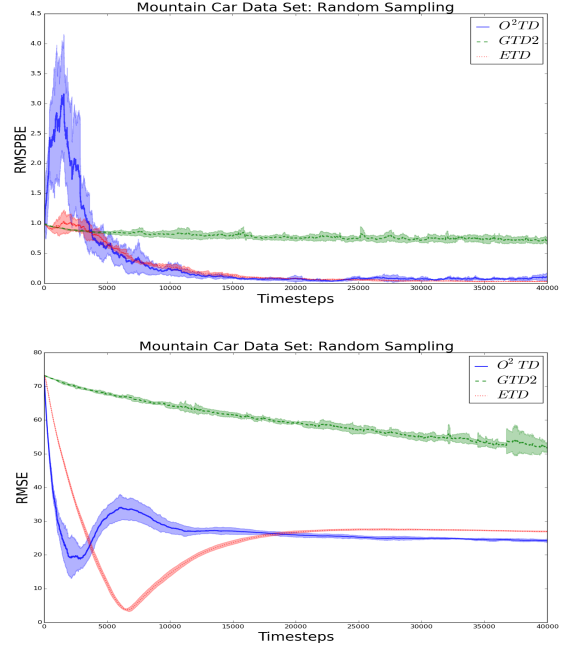 Mountain Car Data Set: Random Sampling
4.5
4.0
3.5
3.0
2.5
2.0
1.5
1.0
0.5
0.0
RMSPBE
O² TD
GTD2
ETD
0 5000 10000 15000 20000 25000 30000 35000 40000
Timesteps
Mountain Car Data Set: Random Sampling
80
70
60
50
40
30
20
10
0
RMSE
O² TD
GTD2
ETD
0 5000 10000 15000 20000 25000 30000 35000 40000
Timesteps